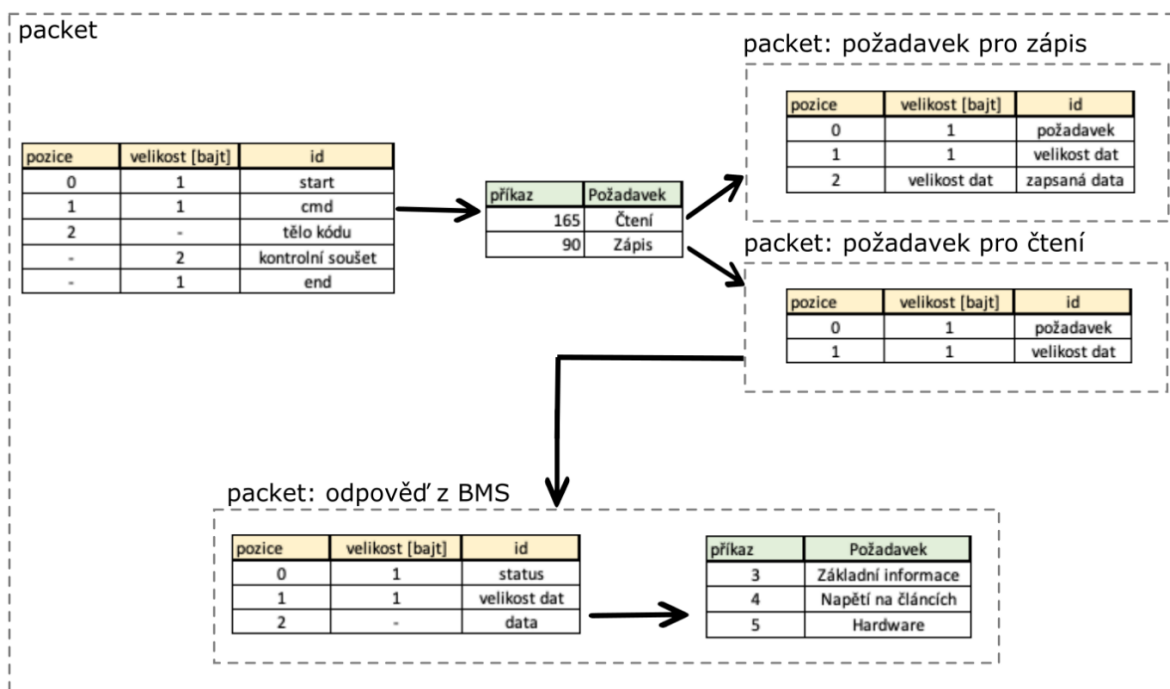 packet
pozice velikost [bajt] id
0 1 start
1 1 cmd
2 - tělo kódu
- 2 kontrolní soušet
- 1 end
příkaz Požadavek
165 Čtení
90 Zápis
packet: požadavek pro zápis
pozice velikost [bajt] id
0 1 požadavek
1 1 velikost dat
2 velikost dat zapsaná data
packet: požadavek pro čtení
pozice velikost [bajt] id
0 1 požadavek
1 1 velikost dat
packet: odpověď z BMS
pozice velikost [bajt] id
0 1 status
1 1 velikost dat
2 - data
příkaz Požadavek
3 Základní informace
4 Napětí na článcích
5 Hardware